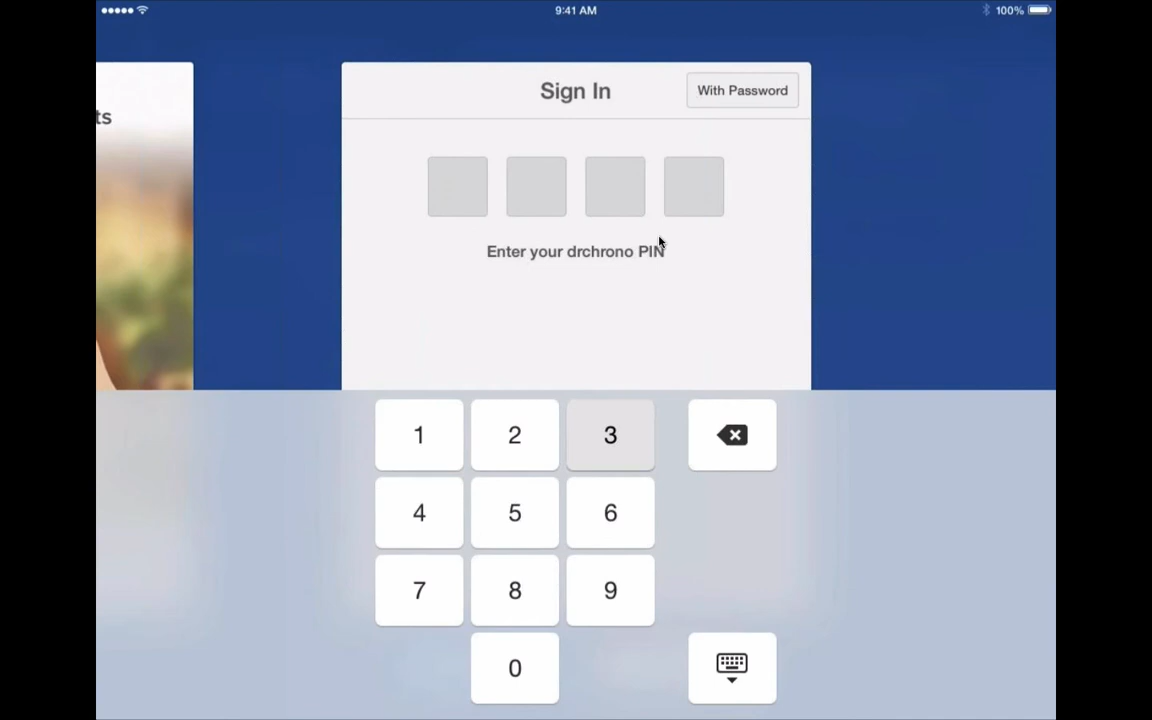 9:41 AM
100%
ts
Sign In
With Password
Enter your drchrono PIN
1 2 3
4 5 6
7 8 9
0